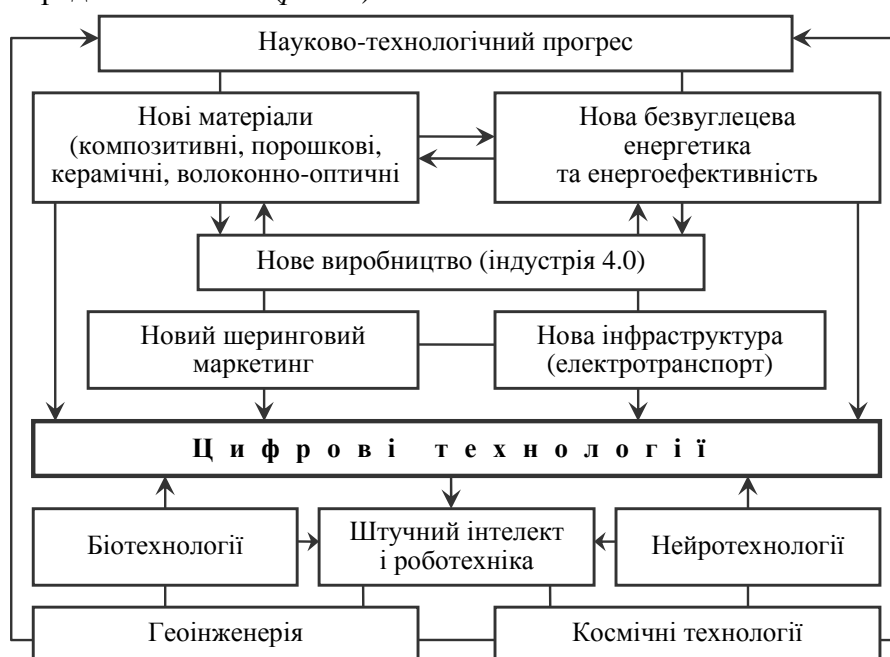 Науково-технологічний прогрес
Нові матеріали
(композитивні, порошкові,
керамічні, волоконно-оптичні
Нова безвуглецева
енергетика
та енергоефективність
Нове виробництво (індустрія 4.0)
Новий шеринговий
маркетинг
Нова інфраструктура
(електротранспорт)
Цифрові технології
Біотехнології
Штучний інтелект
і роботехніка
Нейротехнології
Геоінженерія
Космічні технології